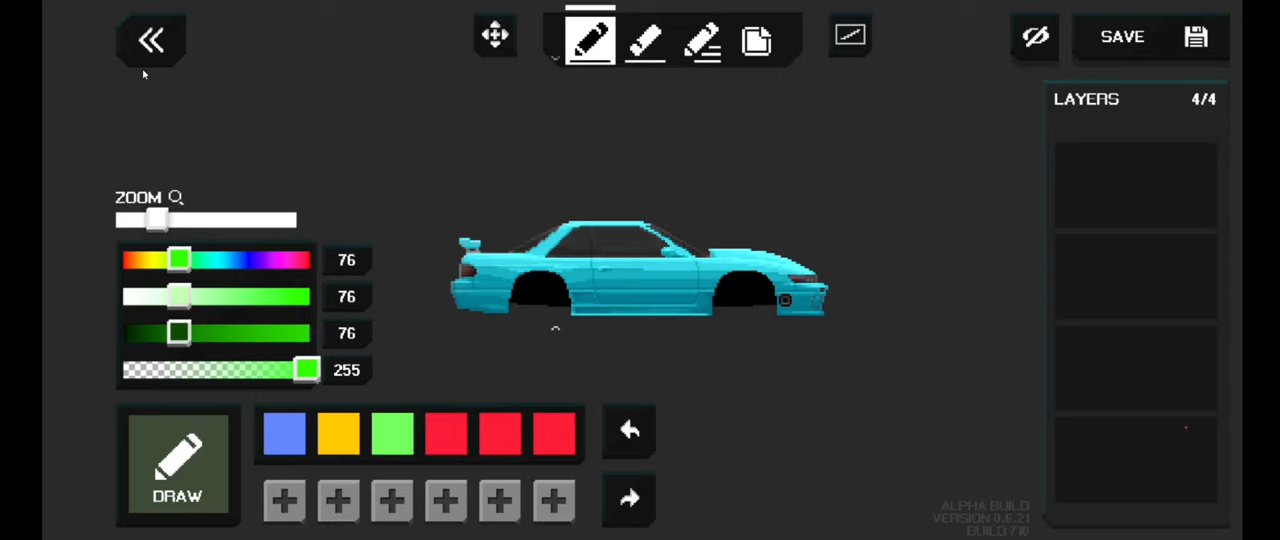 SAVE
LAYERS 4/4
ZOOM
76
76
76
255
DRAW
ALPHA BUILD
VERSION 0.6.21
BUILD 710